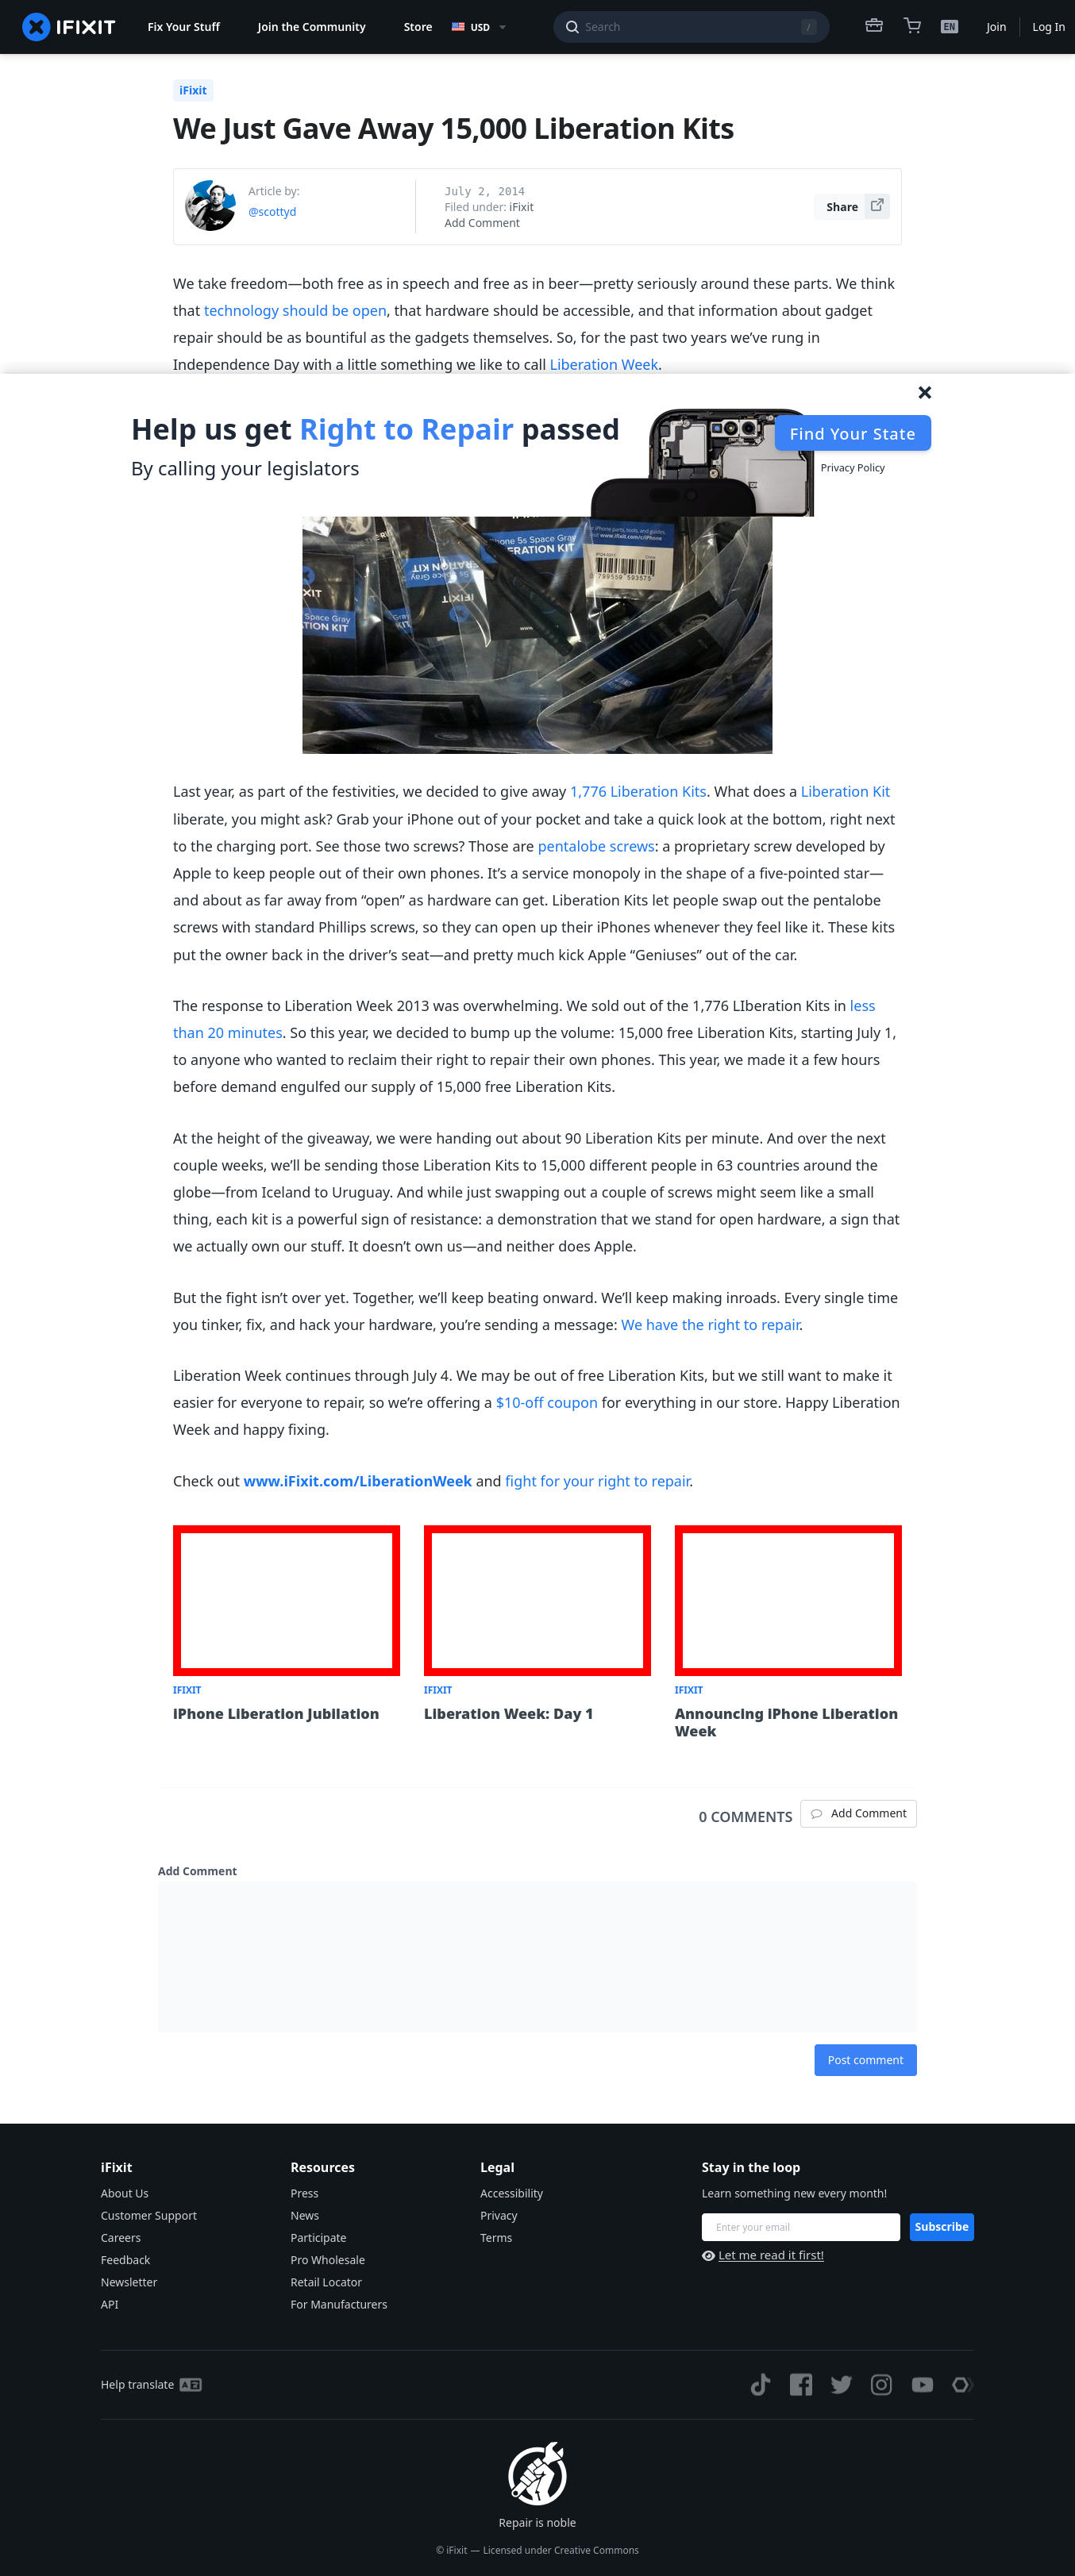 IFIXIT
Fix Your Stuff
Join the Community
Store
USD
Search
/
EN
Join
Log In
iFixit
We Just Gave Away 15,000 Liberation Kits
Article by:
@scottyd
July 2, 2014
Filed under: iFixit
Add Comment
Share
We take freedom—both free as in speech and free as in beer—pretty seriously around these parts. We think
that technology should be open, that hardware should be accessible, and that information about gadget
repair should be as bountiful as the gadgets themselves. So, for the past two years we’ve rung in
Independence Day with a little something we like to call Liberation Week.
Help us get Right to Repair passed
By calling your legislators
Find Your State
Privacy Policy
Phone 5s Space Gray
LIBERATION KIT
www.ifixit.com/c/iPhone
799559 593575
Last year, as part of the festivities, we decided to give away 1,776 Liberation Kits. What does a Liberation Kit
liberate, you might ask? Grab your iPhone out of your pocket and take a quick look at the bottom, right next
to the charging port. See those two screws? Those are pentalobe screws: a proprietary screw developed by
Apple to keep people out of their own phones. It’s a service monopoly in the shape of a five-pointed star—
and about as far away from “open” as hardware can get. Liberation Kits let people swap out the pentalobe
screws with standard Phillips screws, so they can open up their iPhones whenever they feel like it. These kits
put the owner back in the driver’s seat—and pretty much kick Apple “Geniuses” out of the car.
The response to Liberation Week 2013 was overwhelming. We sold out of the 1,776 LIberation Kits in less
than 20 minutes. So this year, we decided to bump up the volume: 15,000 free Liberation Kits, starting July 1,
to anyone who wanted to reclaim their right to repair their own phones. This year, we made it a few hours
before demand engulfed our supply of 15,000 free Liberation Kits.
At the height of the giveaway, we were handing out about 90 Liberation Kits per minute. And over the next
couple weeks, we’ll be sending those Liberation Kits to 15,000 different people in 63 countries around the
globe—from Iceland to Uruguay. And while just swapping out a couple of screws might seem like a small
thing, each kit is a powerful sign of resistance: a demonstration that we stand for open hardware, a sign that
we actually own our stuff. It doesn’t own us—and neither does Apple.
But the fight isn’t over yet. Together, we’ll keep beating onward. We’ll keep making inroads. Every single time
you tinker, fix, and hack your hardware, you’re sending a message: We have the right to repair.
Liberation Week continues through July 4. We may be out of free Liberation Kits, but we still want to make it
easier for everyone to repair, so we’re offering a $10-off coupon for everything in our store. Happy Liberation
Week and happy fixing.
Check out www.iFixit.com/LiberationWeek and fight for your right to repair.
IFIXIT
iPhone Liberation Jubilation
IFIXIT
Liberation Week: Day 1
IFIXIT
Announcing iPhone Liberation
Week
0 COMMENTS
Add Comment
Add Comment
Post comment
iFixit
About Us
Customer Support
Careers
Feedback
Newsletter
API
Resources
Press
News
Participate
Pro Wholesale
Retail Locator
For Manufacturers
Legal
Accessibility
Privacy
Terms
Stay in the loop
Learn something new every month!
Enter your email
Subscribe
Let me read it first!
Help translate
Repair is noble
© iFixit — Licensed under Creative Commons